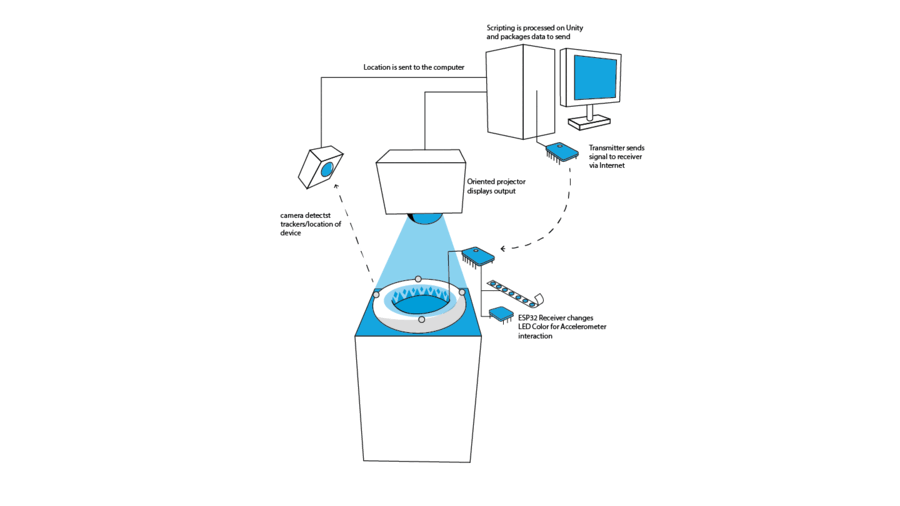 Scripting is processed on Unity
and packages data to send
Location is sent to the computer
Transmitter sends
signal to receiver
via Internet
Oriented projector
displays output
camera detectst
trackers/location of
device
ESP32 Receiver changes
LED Color for Accelerometer
interaction